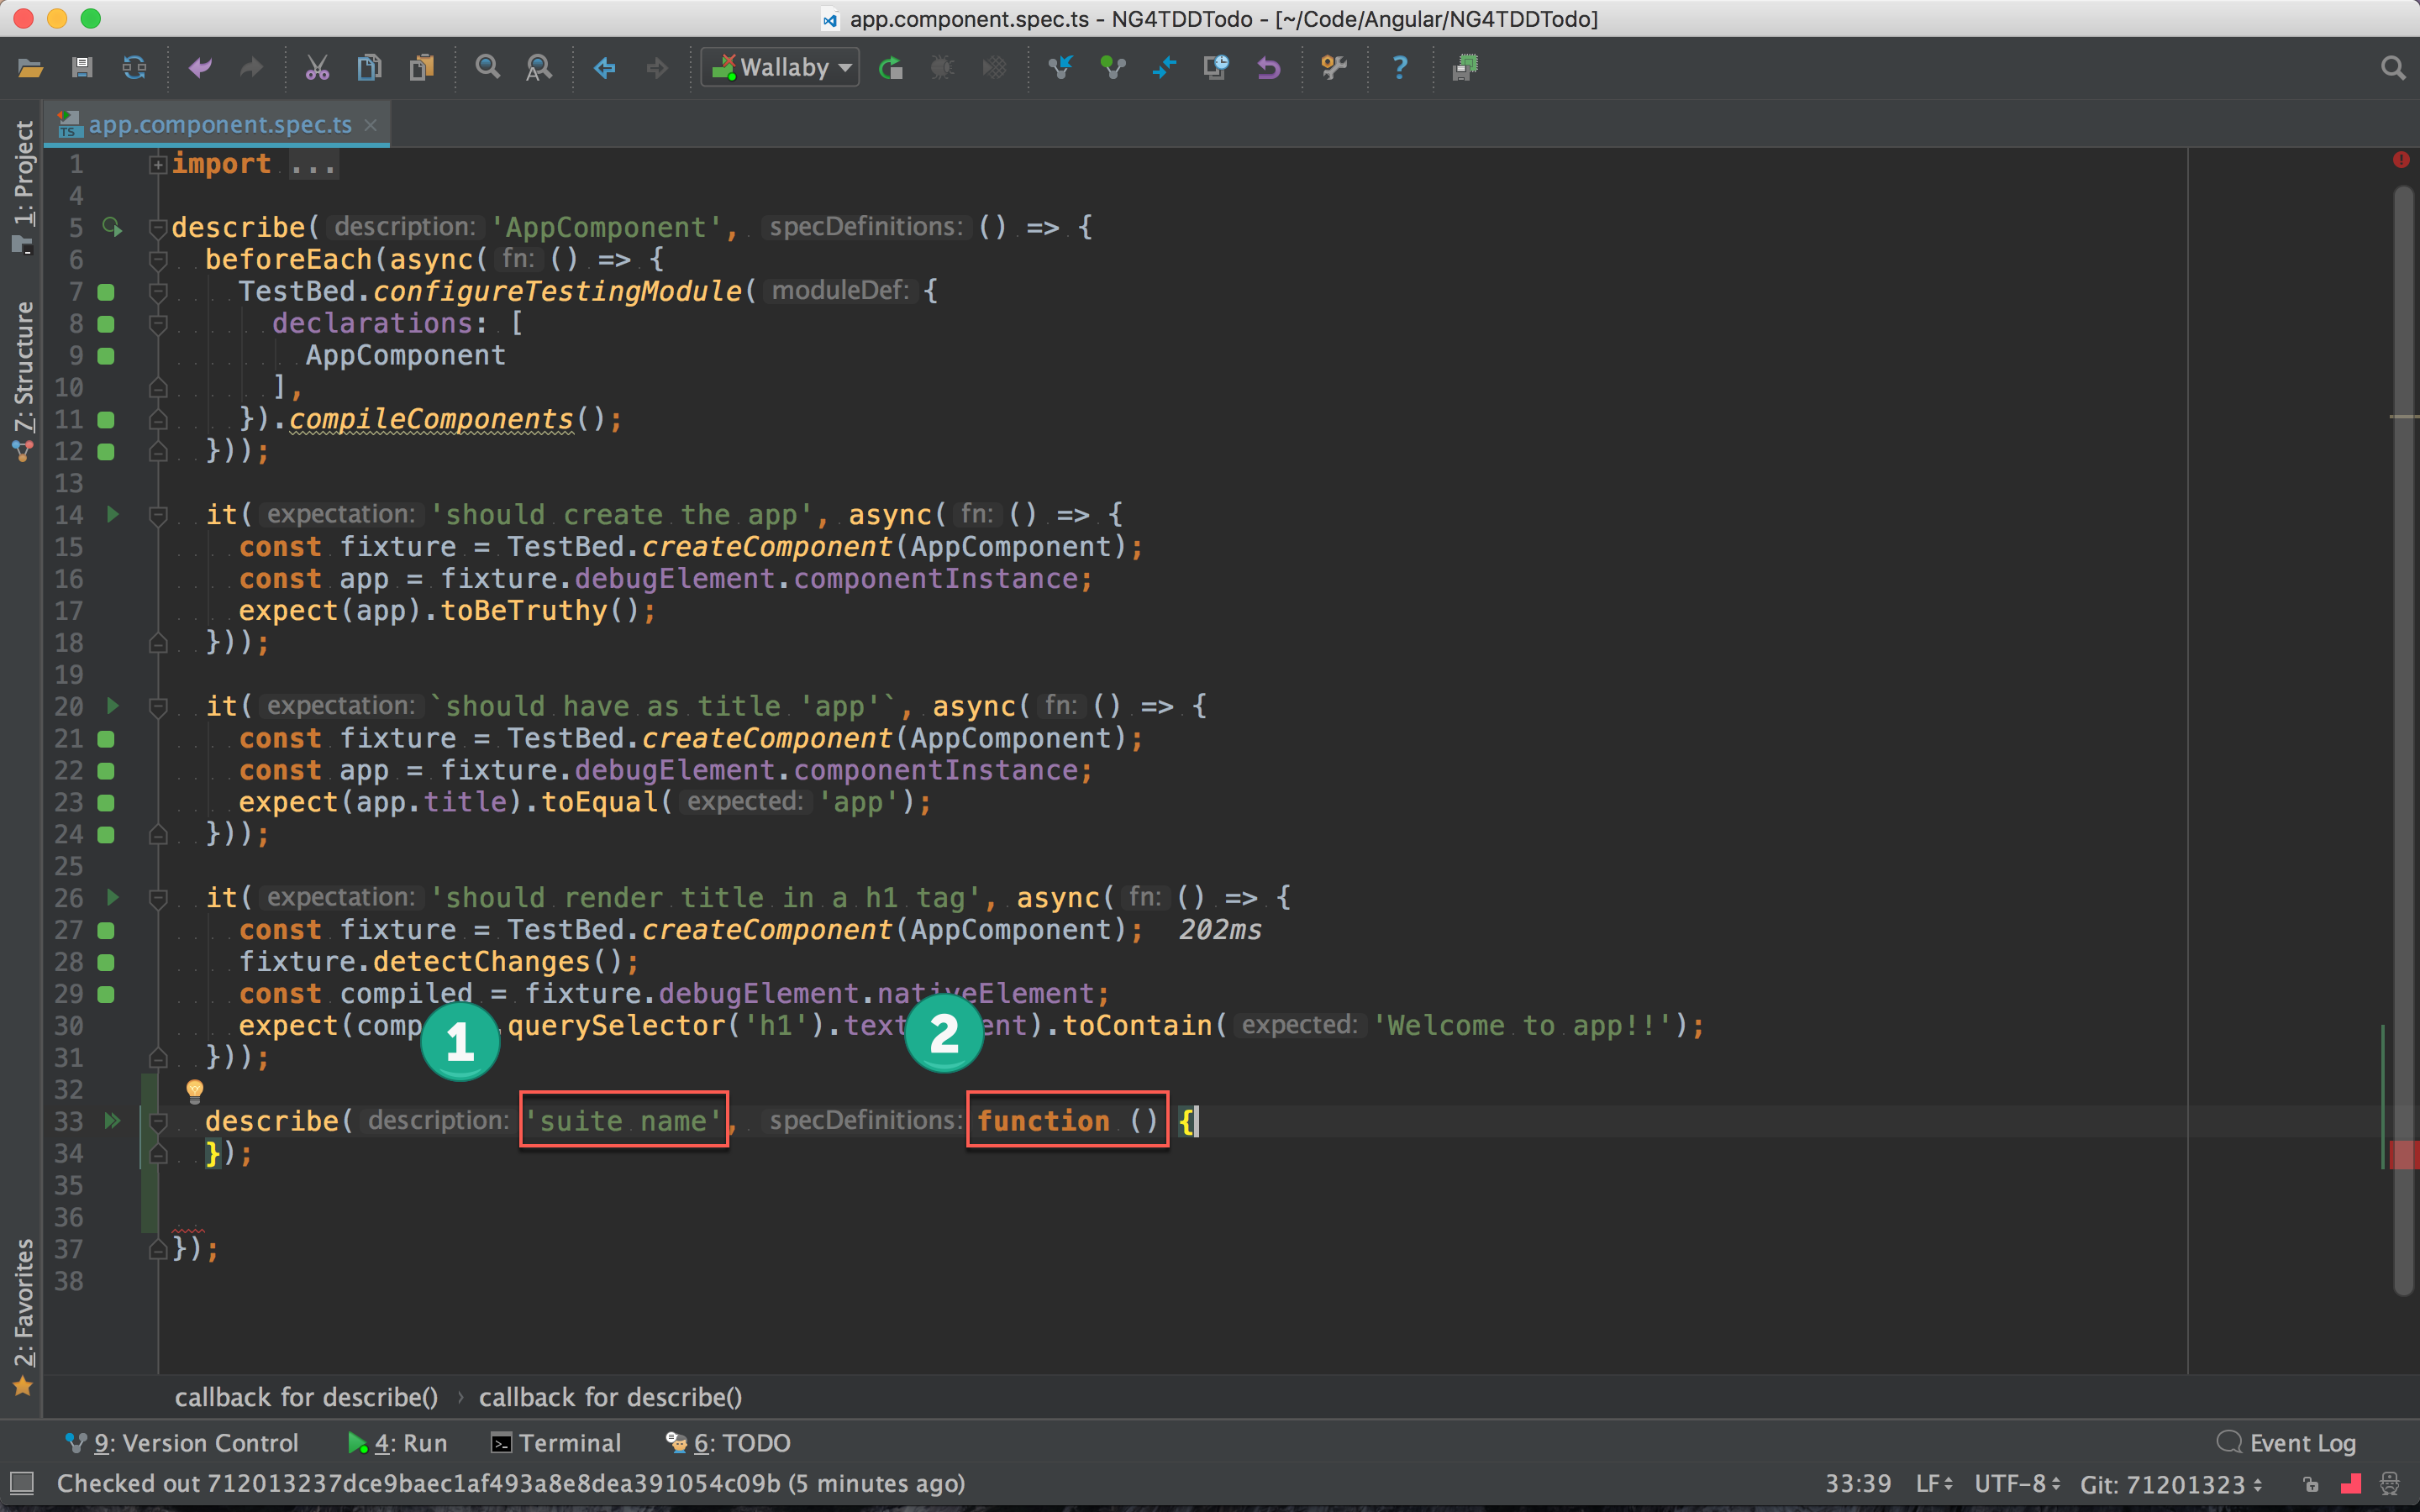 app.component.spec.ts - NG4TDDTodo - [~/Code/Angular/NG4TDDTodo]
Wallaby
app.component.spec.ts
1: Project
7: Structure
2: Favorites
1 import ...
4
5 describe( description: 'AppComponent', specDefinitions: () => {
6 beforeEach(async( fn: () => {
7 TestBed.configureTestingModule( moduleDef: {
8 declarations: [
9 AppComponent
10 ],
11 }).compileComponents();
12 }));
13
14 it( expectation: 'should create the app', async( fn: () => {
15 const fixture = TestBed.createComponent(AppComponent);
16 const app = fixture.debugElement.componentInstance;
17 expect(app).toBeTruthy();
18 }));
19
20 it( expectation: `should have as title 'app'`, async( fn: () => {
21 const fixture = TestBed.createComponent(AppComponent);
22 const app = fixture.debugElement.componentInstance;
23 expect(app.title).toEqual( expected: 'app');
24 }));
25
26 it( expectation: 'should render title in a h1 tag', async( fn: () => {
27 const fixture = TestBed.createComponent(AppComponent); 202ms
28 fixture.detectChanges();
29 const compiled = fixture.debugElement.nativeElement;
30 expect(comp .querySelector('h1').text ent).toContain( expected: 'Welcome to app!!');
1
2
31 }));
32
33 describe( description: 'suite name', specDefinitions: function () {
34 });
35
36
37 });
38
callback for describe() › callback for describe()
9: Version Control 4: Run Terminal 6: TODO Event Log
Checked out 712013237dce9baec1af493a8e8dea391054c09b (5 minutes ago) 33:39 LF UTF-8 Git: 71201323